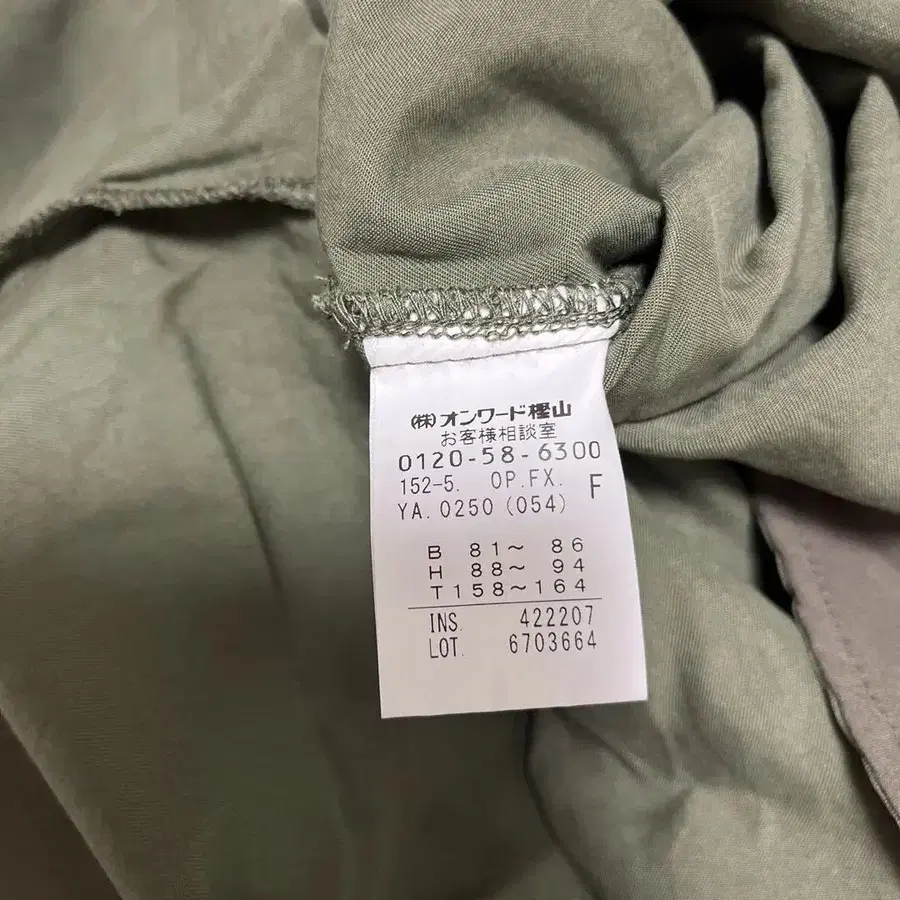 ㈱オンワード樫山
お客様相談室
0120-58-6300
152-5. OP.FX. F
YA.0250(054)
B 81～ 86
H 88～ 94
T158～164
INS. 422207
LOT. 6703664